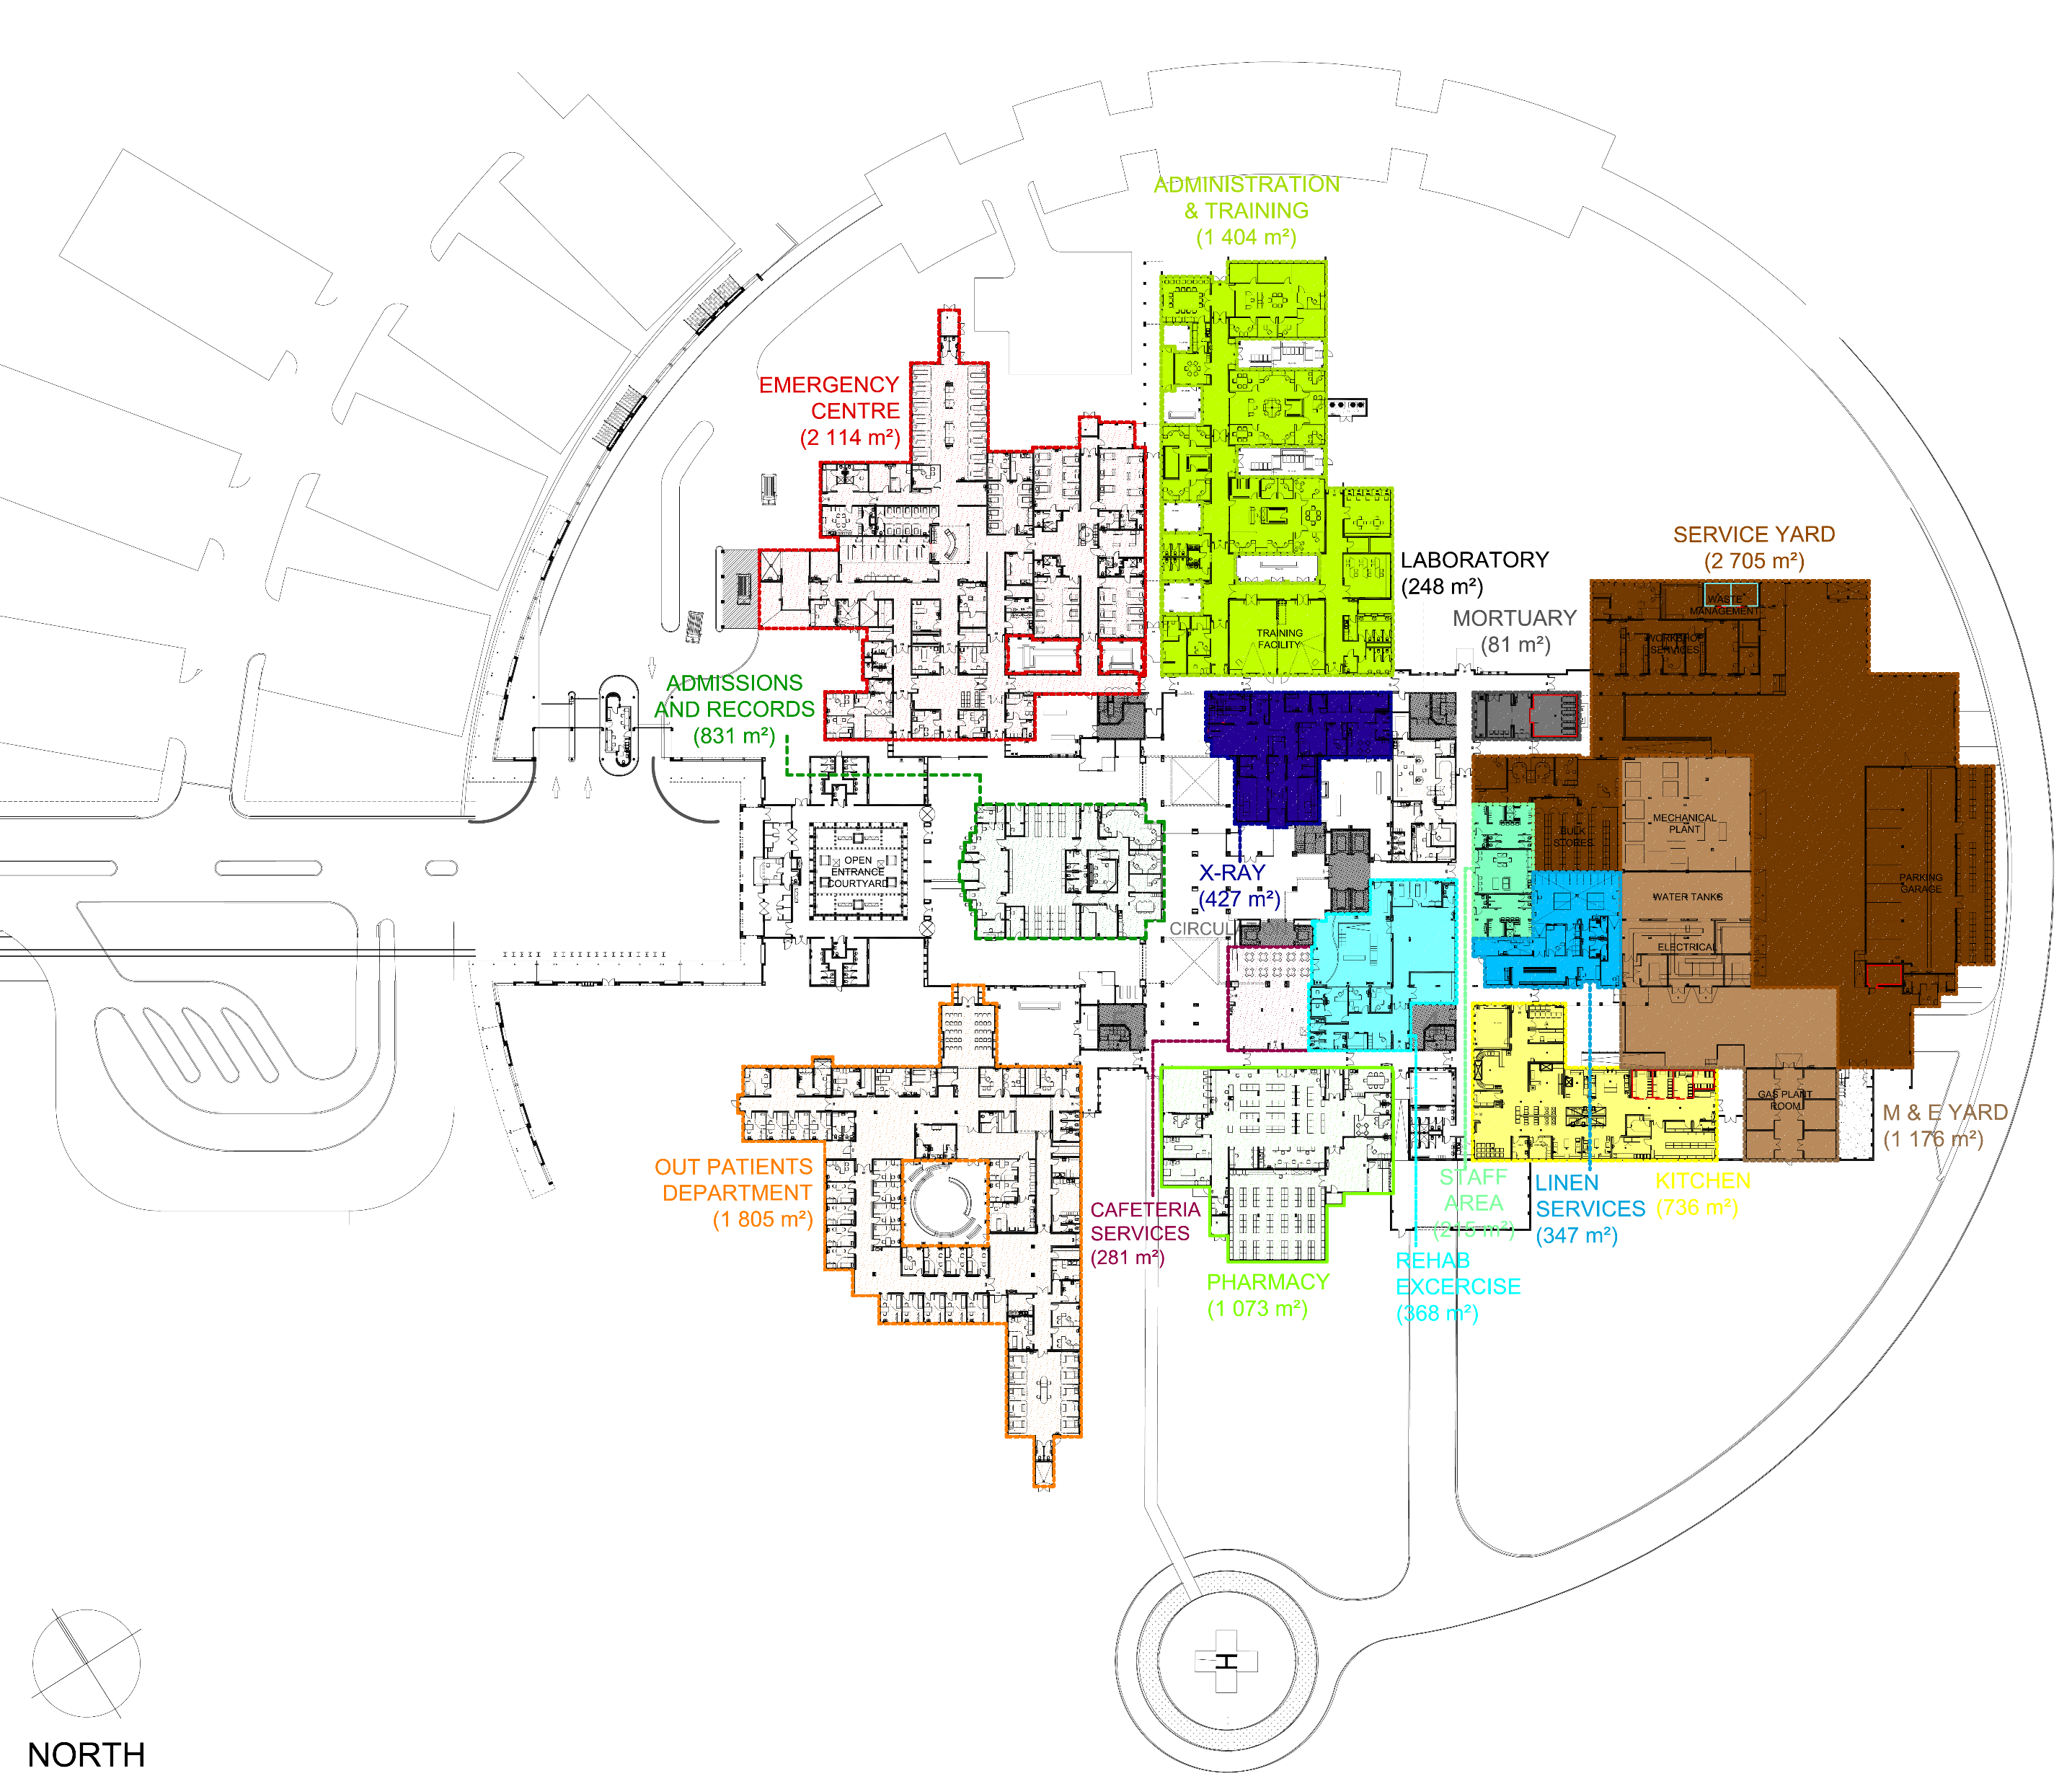 ADMINISTRATION
& TRAINING
(1 404 m²)
EMERGENCY
CENTRE
(2 114 m²)
SERVICE YARD
(2 705 m²)
LABORATORY
(248 m²)
MORTUARY
(81 m²)
WASTE
MANAGEMENT
WORKSHOP
SERVICES
TRAINING
FACILITY
ADMISSIONS
AND RECORDS
(831 m²)
MECHANICAL
PLANT
BULK
STORES
OPEN
ENTRANCE
COURTYARD
X-RAY
(427 m²)
PARKING
GARAGE
WATER TANKS
CIRCULA
ELECTRICAL
GAS PLANT
ROOM
M & E YARD
(1 176 m²)
OUT PATIENTS
DEPARTMENT
(1 805 m²)
CAFETERIA
SERVICES
(281 m²)
STAFF
AREA
(215 m²)
LINEN
SERVICES
(347 m²)
KITCHEN
(736 m²)
PHARMACY
(1 073 m²)
REHAB
EXCERCISE
(368 m²)
H
NORTH